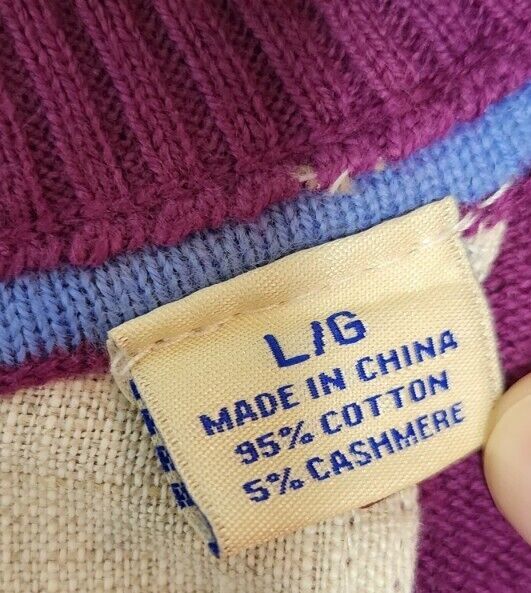 L/G
MADE IN CHINA
95% COTTON
5% CASHMERE